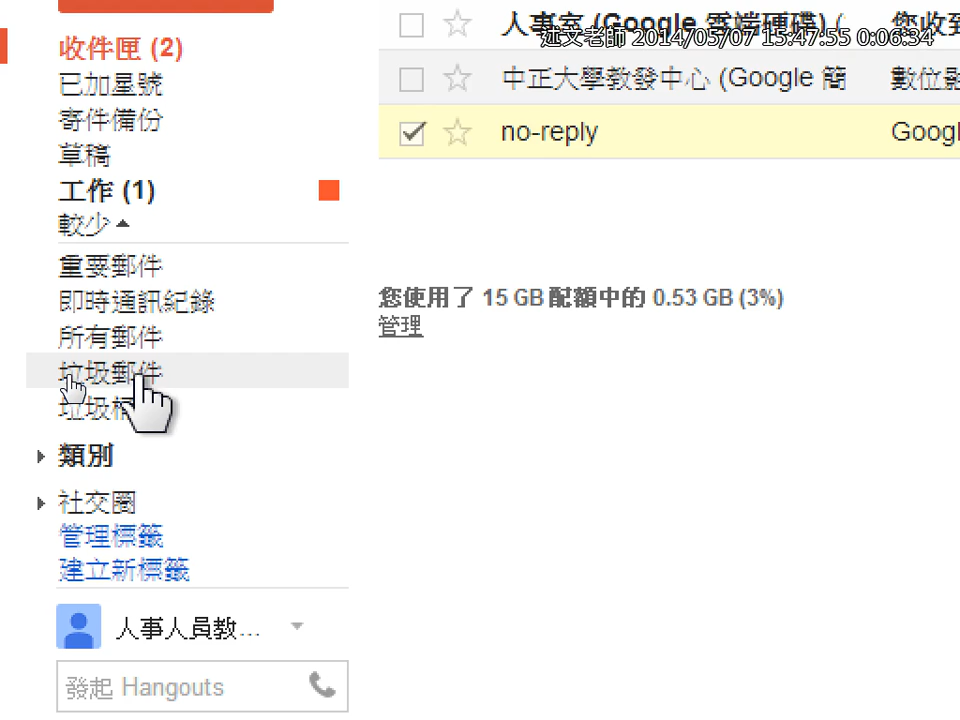 收件匣 (2)
已加星號
寄件備份
草稿
工作 (1)
較少
重要郵件
即時通訊紀錄
所有郵件
垃圾郵件
垃圾桶
類別
社交圈
管理標籤
建立新標籤
人事人員教...
發起 Hangouts
人事室 (Google 雲端硬碟) ( 您收到
老師 2014/05/07 15:47:55 0:06:34
中正大學教發中心 (Google 簡 數位
no-reply Googl
您使用了 15 GB 配額中的 0.53 GB (3%)
管理